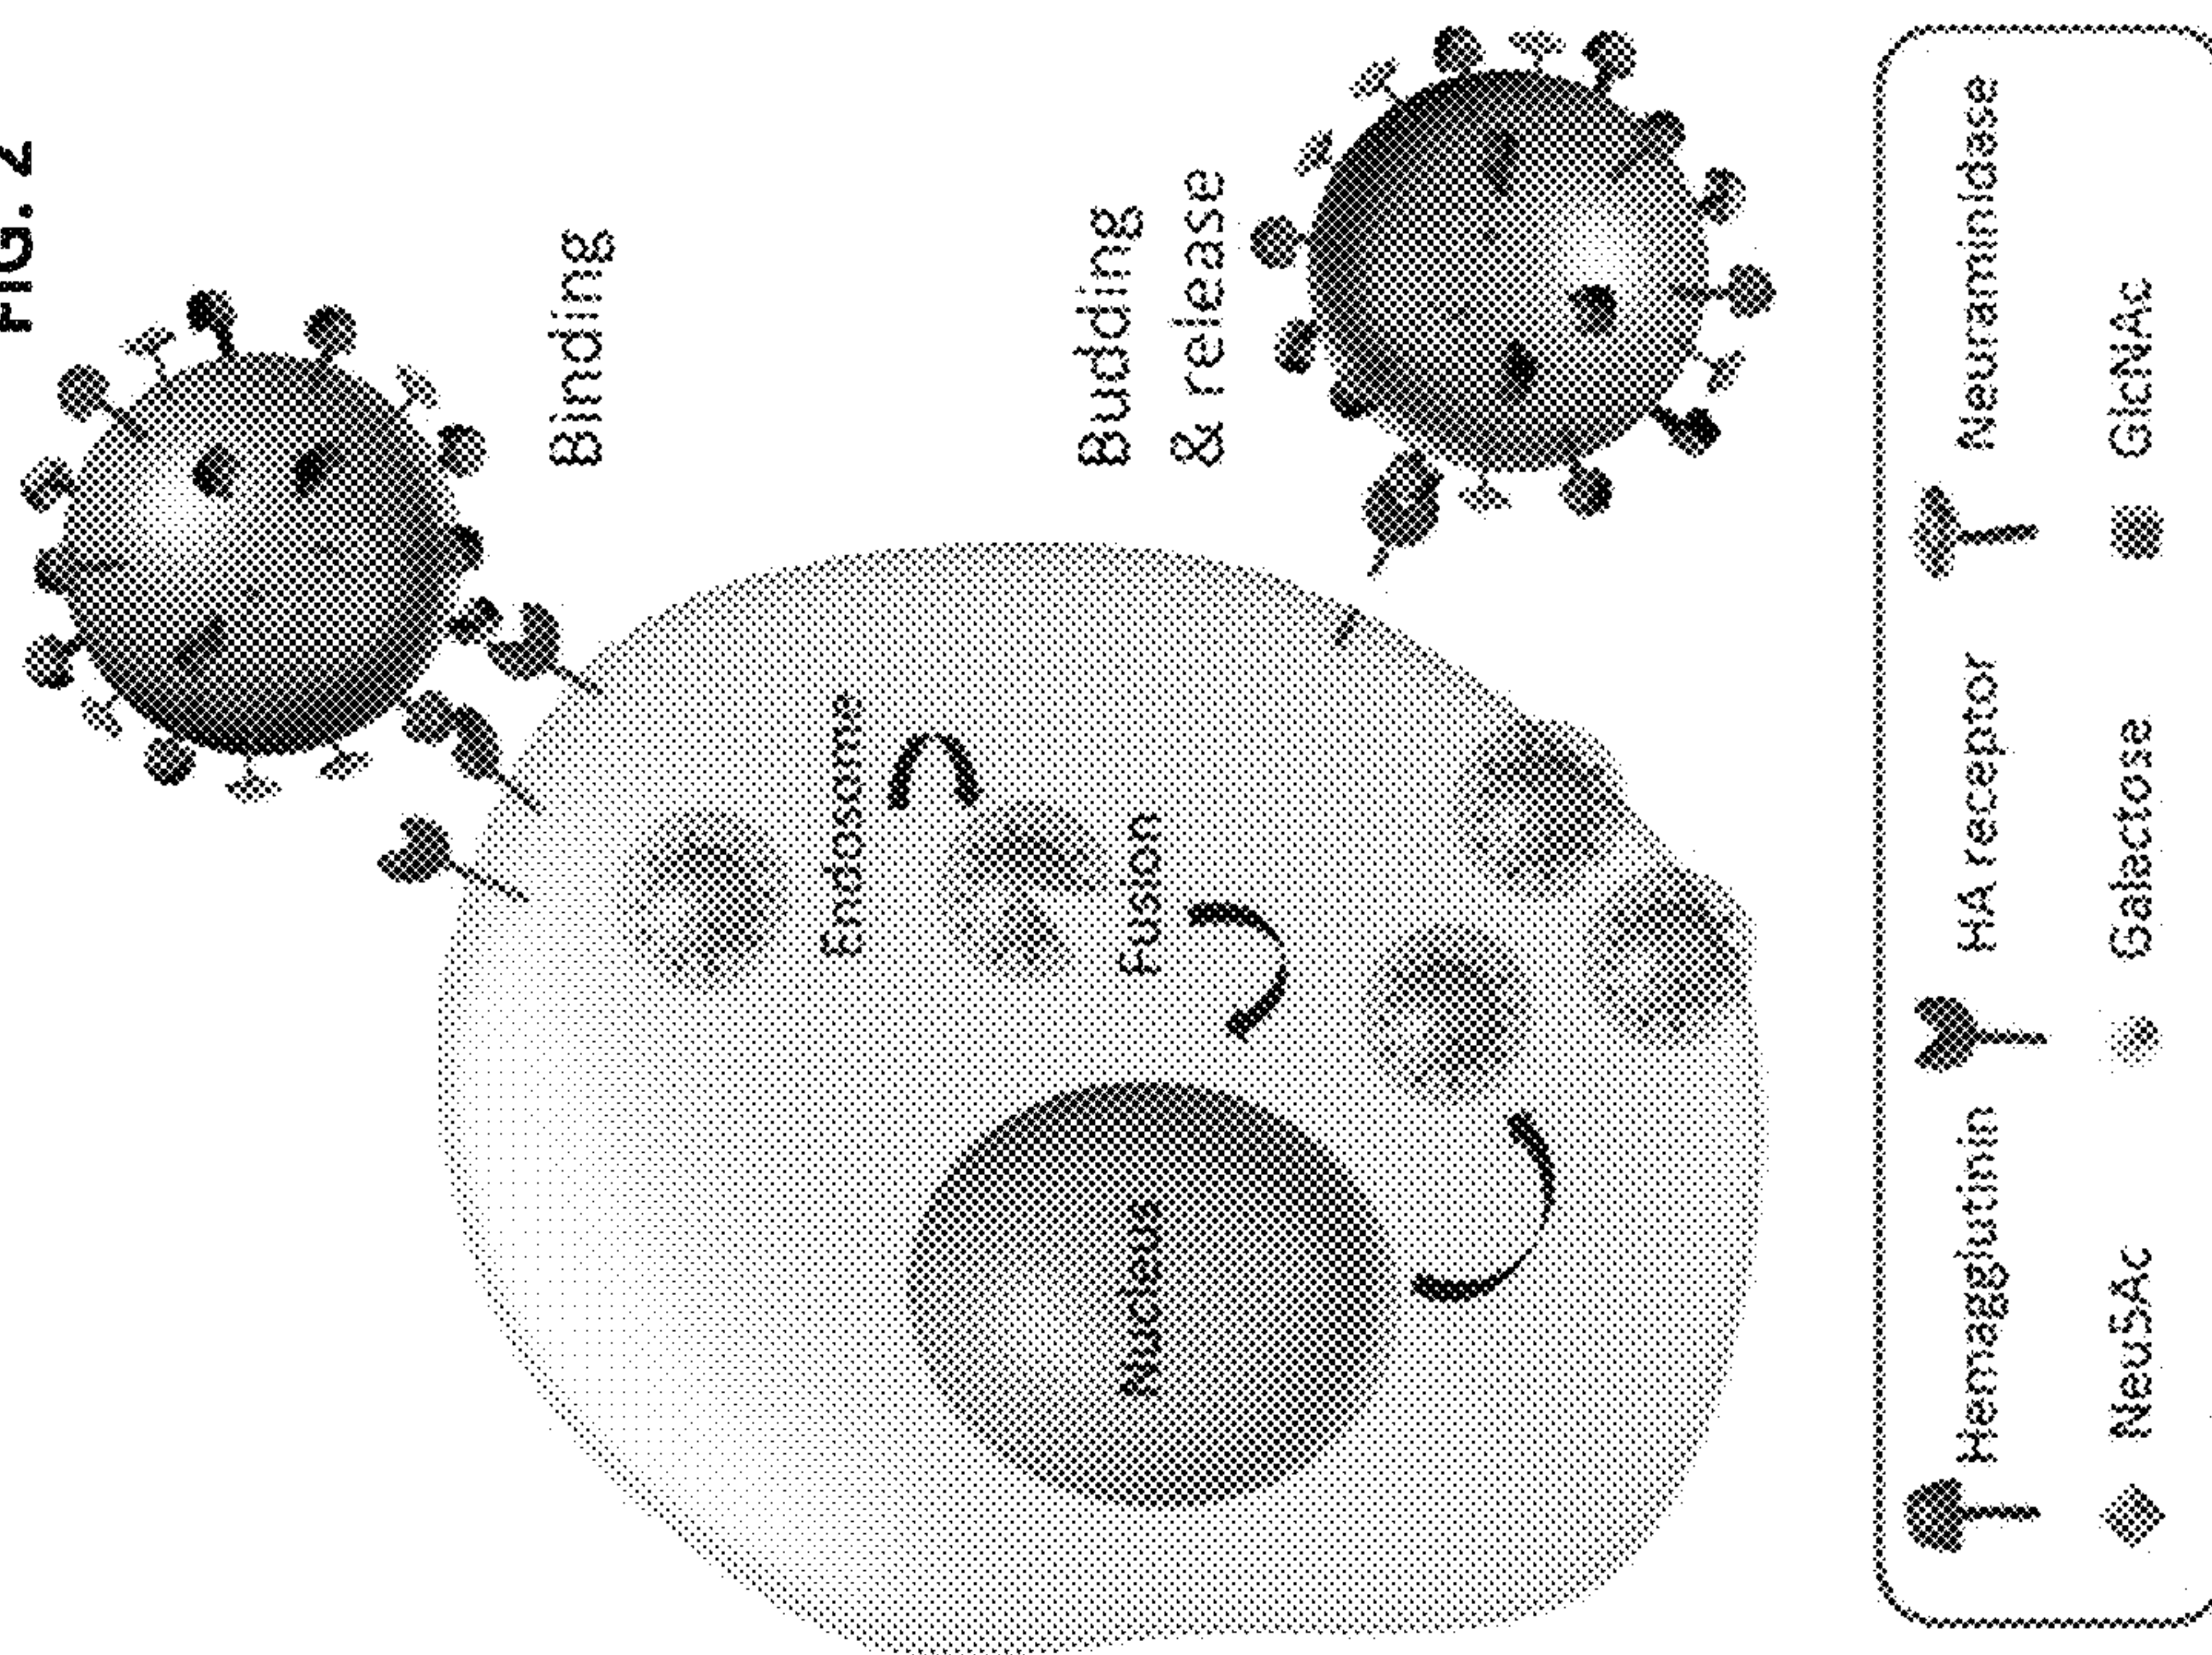 FIG. 2
Binding
Endosome
Fusion
Nucleus
Budding
& release
Hemagglutinin HA receptor Neuraminidase
Neu5Ac Galactose GlcNAc